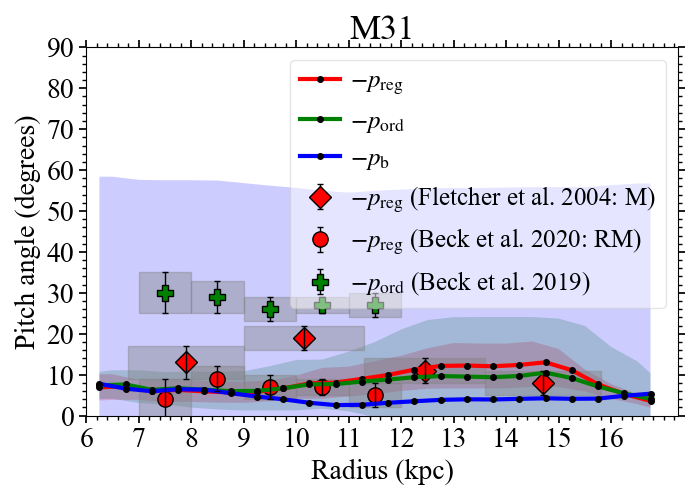 M31
Pitch angle (degrees)
90
80
70
60
50
40
30
20
10
0
−p_reg
−p_ord
−p_b
−p_reg (Fletcher et al. 2004: M)
−p_reg (Beck et al. 2020: RM)
−p_ord (Beck et al. 2019)
6 7 8 9 10 11 12 13 14 15 16
Radius (kpc)